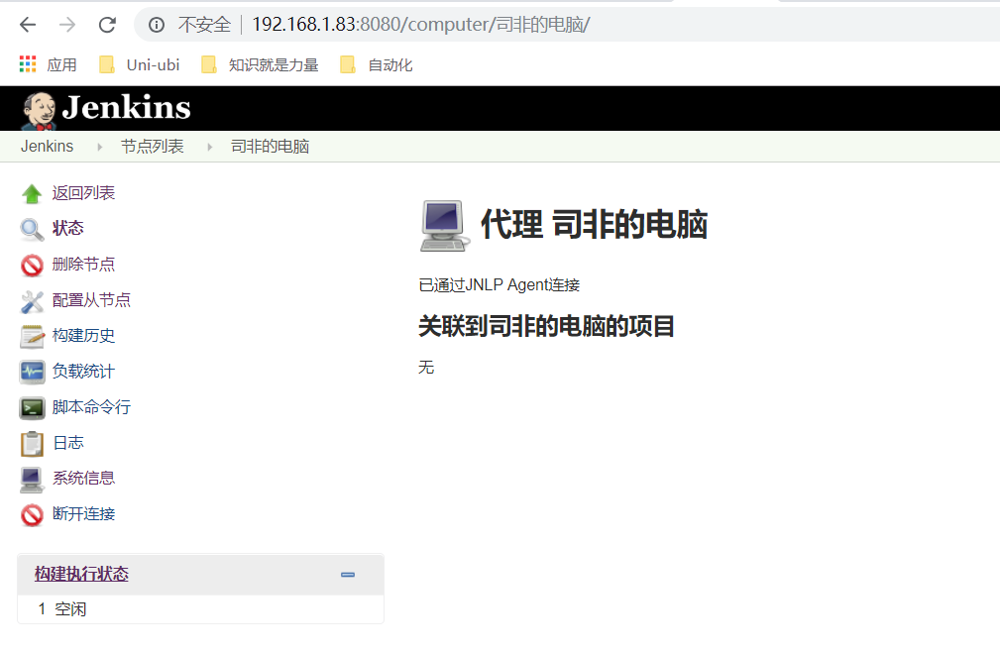 不安全 192.168.1.83:8080/computer/司非的电脑/
应用 Uni-ubi 知识就是力量 自动化
Jenkins
Jenkins 节点列表 司非的电脑
返回列表
状态
删除节点
配置从节点
构建历史
负载统计
脚本命令行
日志
系统信息
断开连接
构建执行状态
1 空闲
代理 司非的电脑
已通过JNLP Agent连接
关联到司非的电脑的项目
无